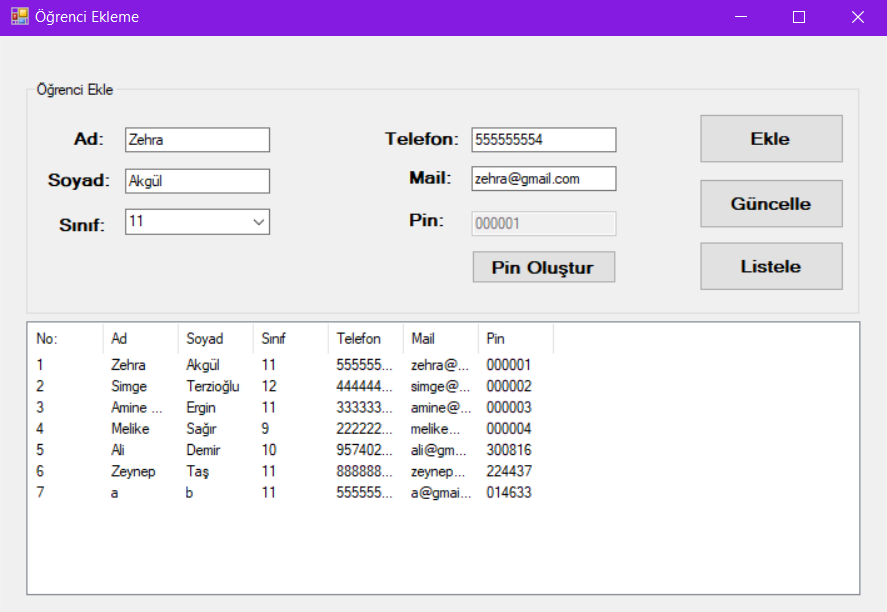 Öğrenci Ekleme
Öğrenci Ekle
Ad: Zehra Telefon: 555555554 Ekle
Soyad: Akgül Mail: zehra@gmail.com Güncelle
Sınıf: 11 Pin: 000001
Pin Oluştur Listele
No: Ad Soyad Sınıf Telefon Mail Pin
1 Zehra Akgül 11 555555... zehra@... 000001
2 Simge Terzioğlu 12 444444... simge@... 000002
3 Amine ... Ergin 11 333333... amine@... 000003
4 Melike Sağır 9 222222... melike... 000004
5 Ali Demir 10 957402... ali@gm... 300816
6 Zeynep Taş 11 888888... zeynep... 224437
7 a b 11 555555... a@gmai... 014633